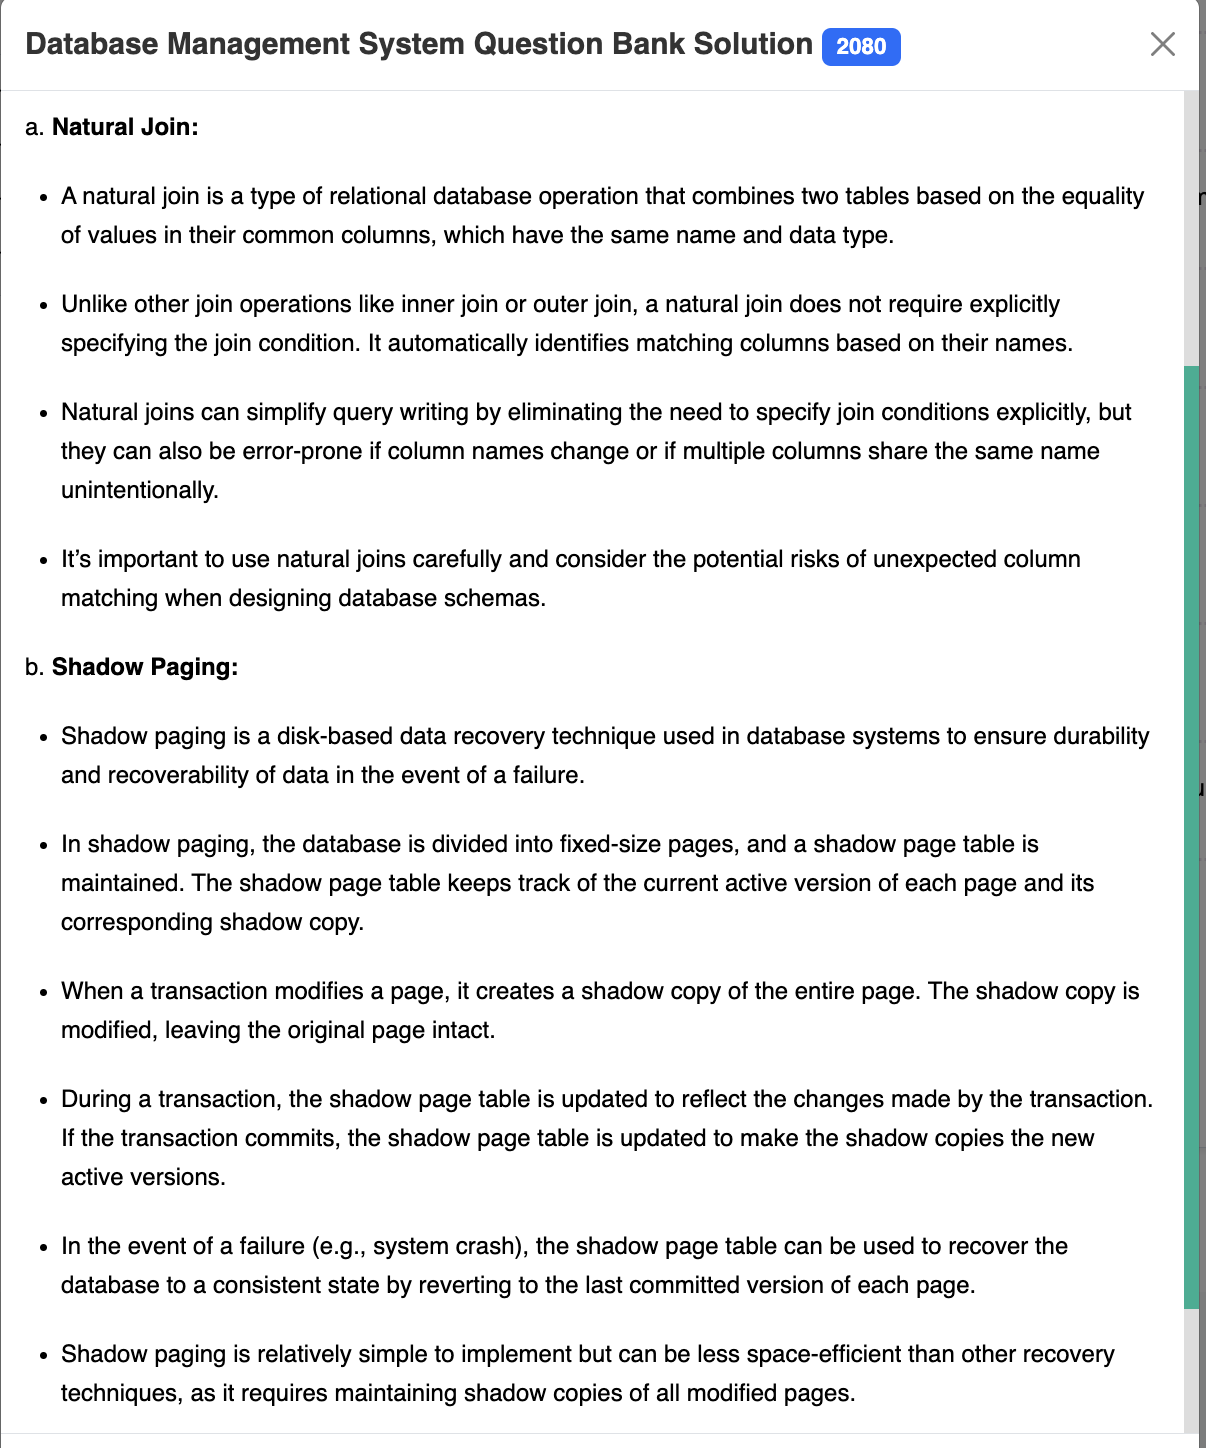 Database Management System Question Bank Solution 2080
a. Natural Join:
• A natural join is a type of relational database operation that combines two tables based on the equality
of values in their common columns, which have the same name and data type.
• Unlike other join operations like inner join or outer join, a natural join does not require explicitly
specifying the join condition. It automatically identifies matching columns based on their names.
• Natural joins can simplify query writing by eliminating the need to specify join conditions explicitly, but
they can also be error-prone if column names change or if multiple columns share the same name
unintentionally.
• It’s important to use natural joins carefully and consider the potential risks of unexpected column
matching when designing database schemas.
b. Shadow Paging:
• Shadow paging is a disk-based data recovery technique used in database systems to ensure durability
and recoverability of data in the event of a failure.
• In shadow paging, the database is divided into fixed-size pages, and a shadow page table is
maintained. The shadow page table keeps track of the current active version of each page and its
corresponding shadow copy.
• When a transaction modifies a page, it creates a shadow copy of the entire page. The shadow copy is
modified, leaving the original page intact.
• During a transaction, the shadow page table is updated to reflect the changes made by the transaction.
If the transaction commits, the shadow page table is updated to make the shadow copies the new
active versions.
• In the event of a failure (e.g., system crash), the shadow page table can be used to recover the
database to a consistent state by reverting to the last committed version of each page.
• Shadow paging is relatively simple to implement but can be less space-efficient than other recovery
techniques, as it requires maintaining shadow copies of all modified pages.